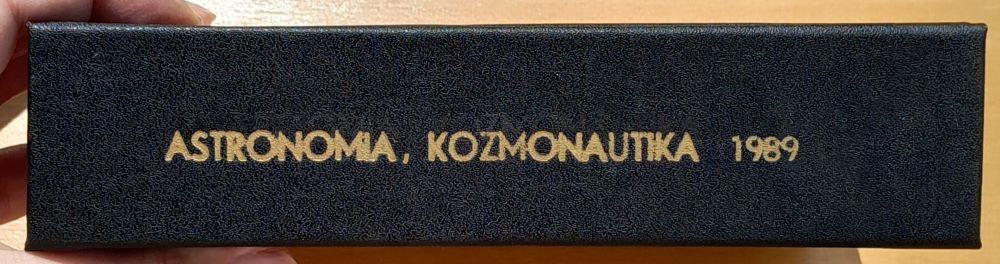 ASTRONOMIA, KOZMONAUTIKA 1989